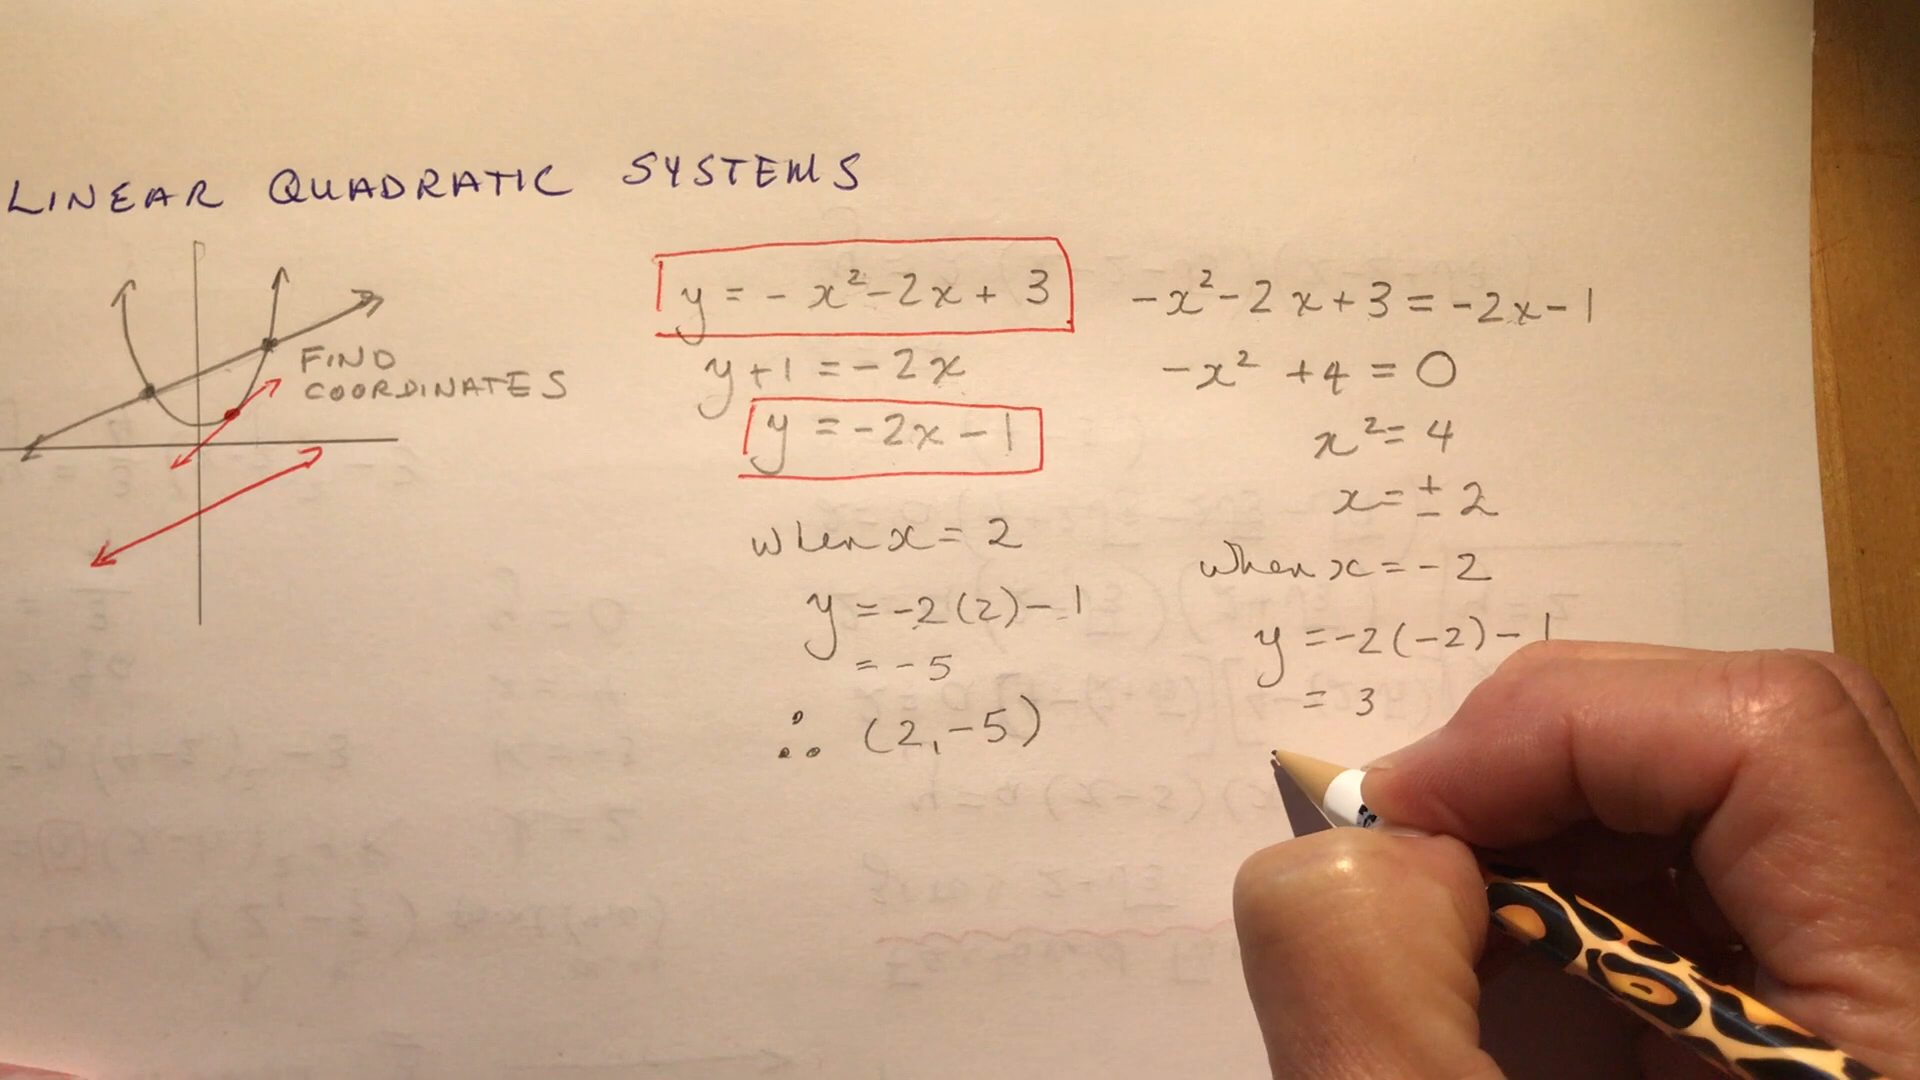 LINEAR QUADRATIC SYSTEMS
FIND
COORDINATES
y = - x² - 2x + 3
y + 1 = - 2x
y = - 2x - 1
when x = 2
y = -2(2) - 1
= - 5
∴ (2, -5)
-x² - 2x + 3 = -2x - 1
-x² + 4 = 0
x² = 4
x = ± 2
when x = - 2
y = -2(-2) - 1
= 3